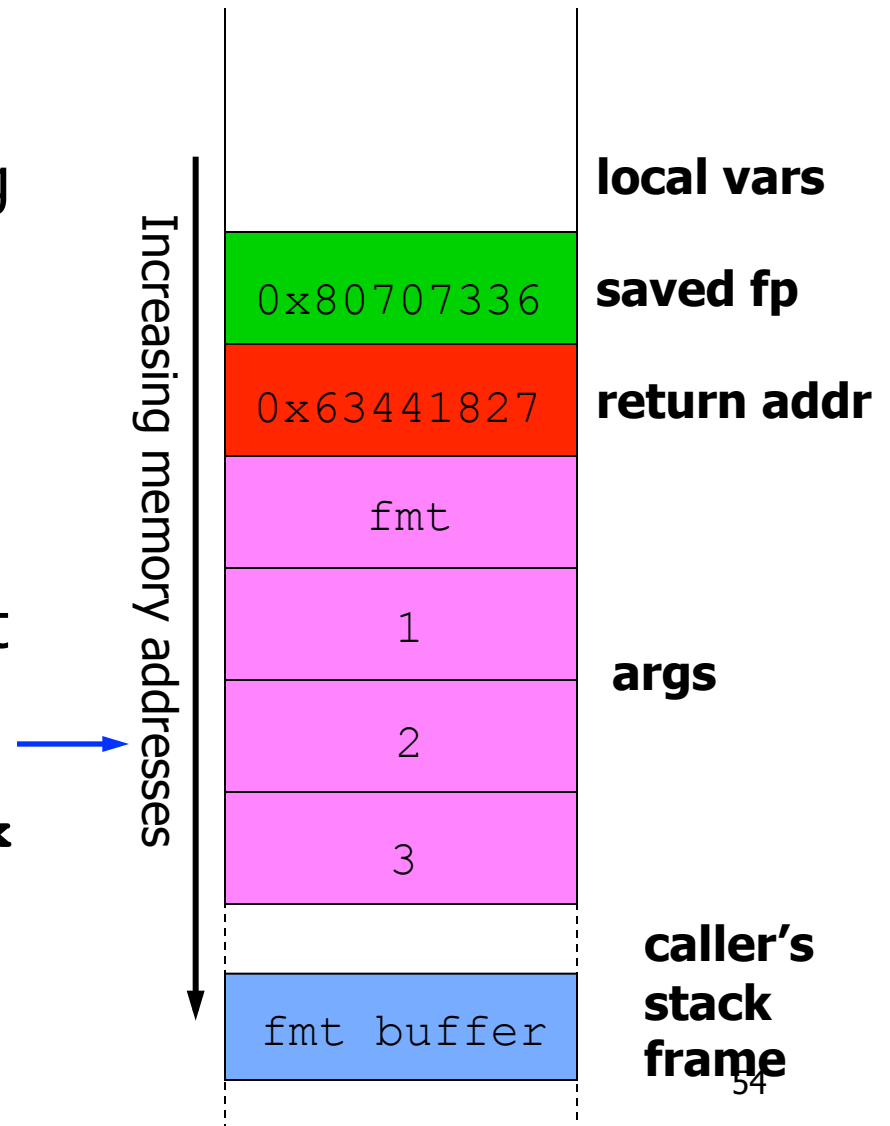 g
local vars
Increasing memory addresses
0x80707336
saved fp
0x63441827
return addr
fmt
1
t
args
2
3
k
caller’s
stack
frame
fmt buffer
54